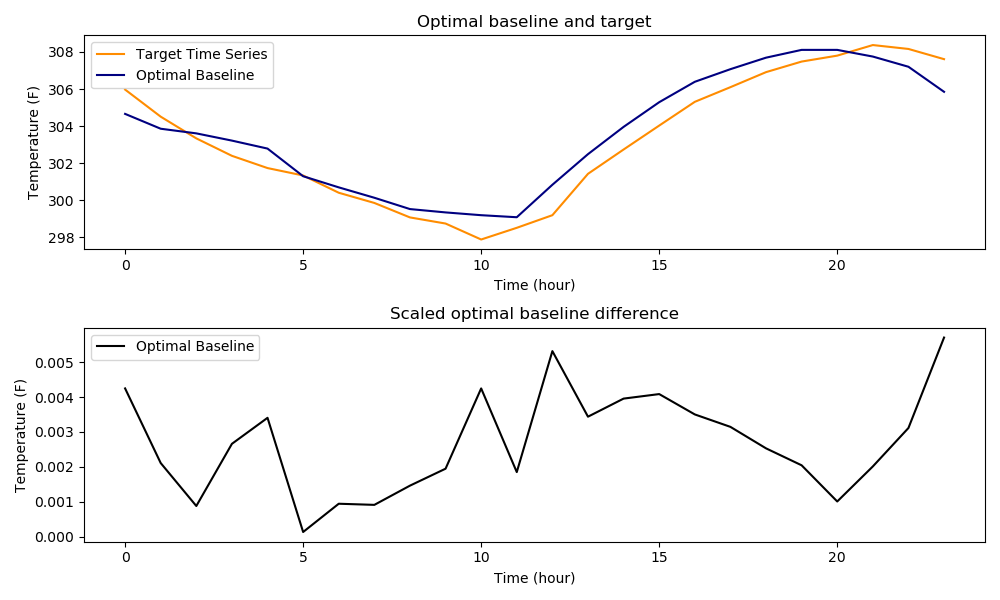 Optimal baseline and target
Target Time Series
Optimal Baseline
Temperature (F)
308
306
304
302
300
298
0 5 10 15 20
Time (hour)
Scaled optimal baseline difference
Optimal Baseline
Temperature (F)
0.005
0.004
0.003
0.002
0.001
0.000
0 5 10 15 20
Time (hour)